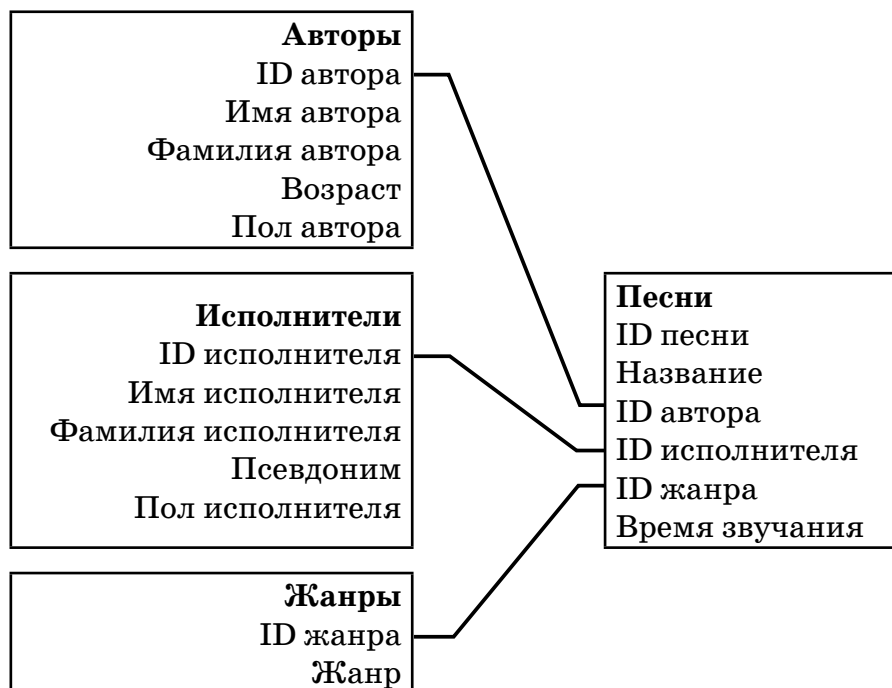 Авторы
ID автора
Имя автора
Фамилия автора
Возраст
Пол автора
Исполнители
ID исполнителя
Имя исполнителя
Фамилия исполнителя
Псевдоним
Пол исполнителя
Жанры
ID жанра
Жанр
Песни
ID песни
Название
ID автора
ID исполнителя
ID жанра
Время звучания